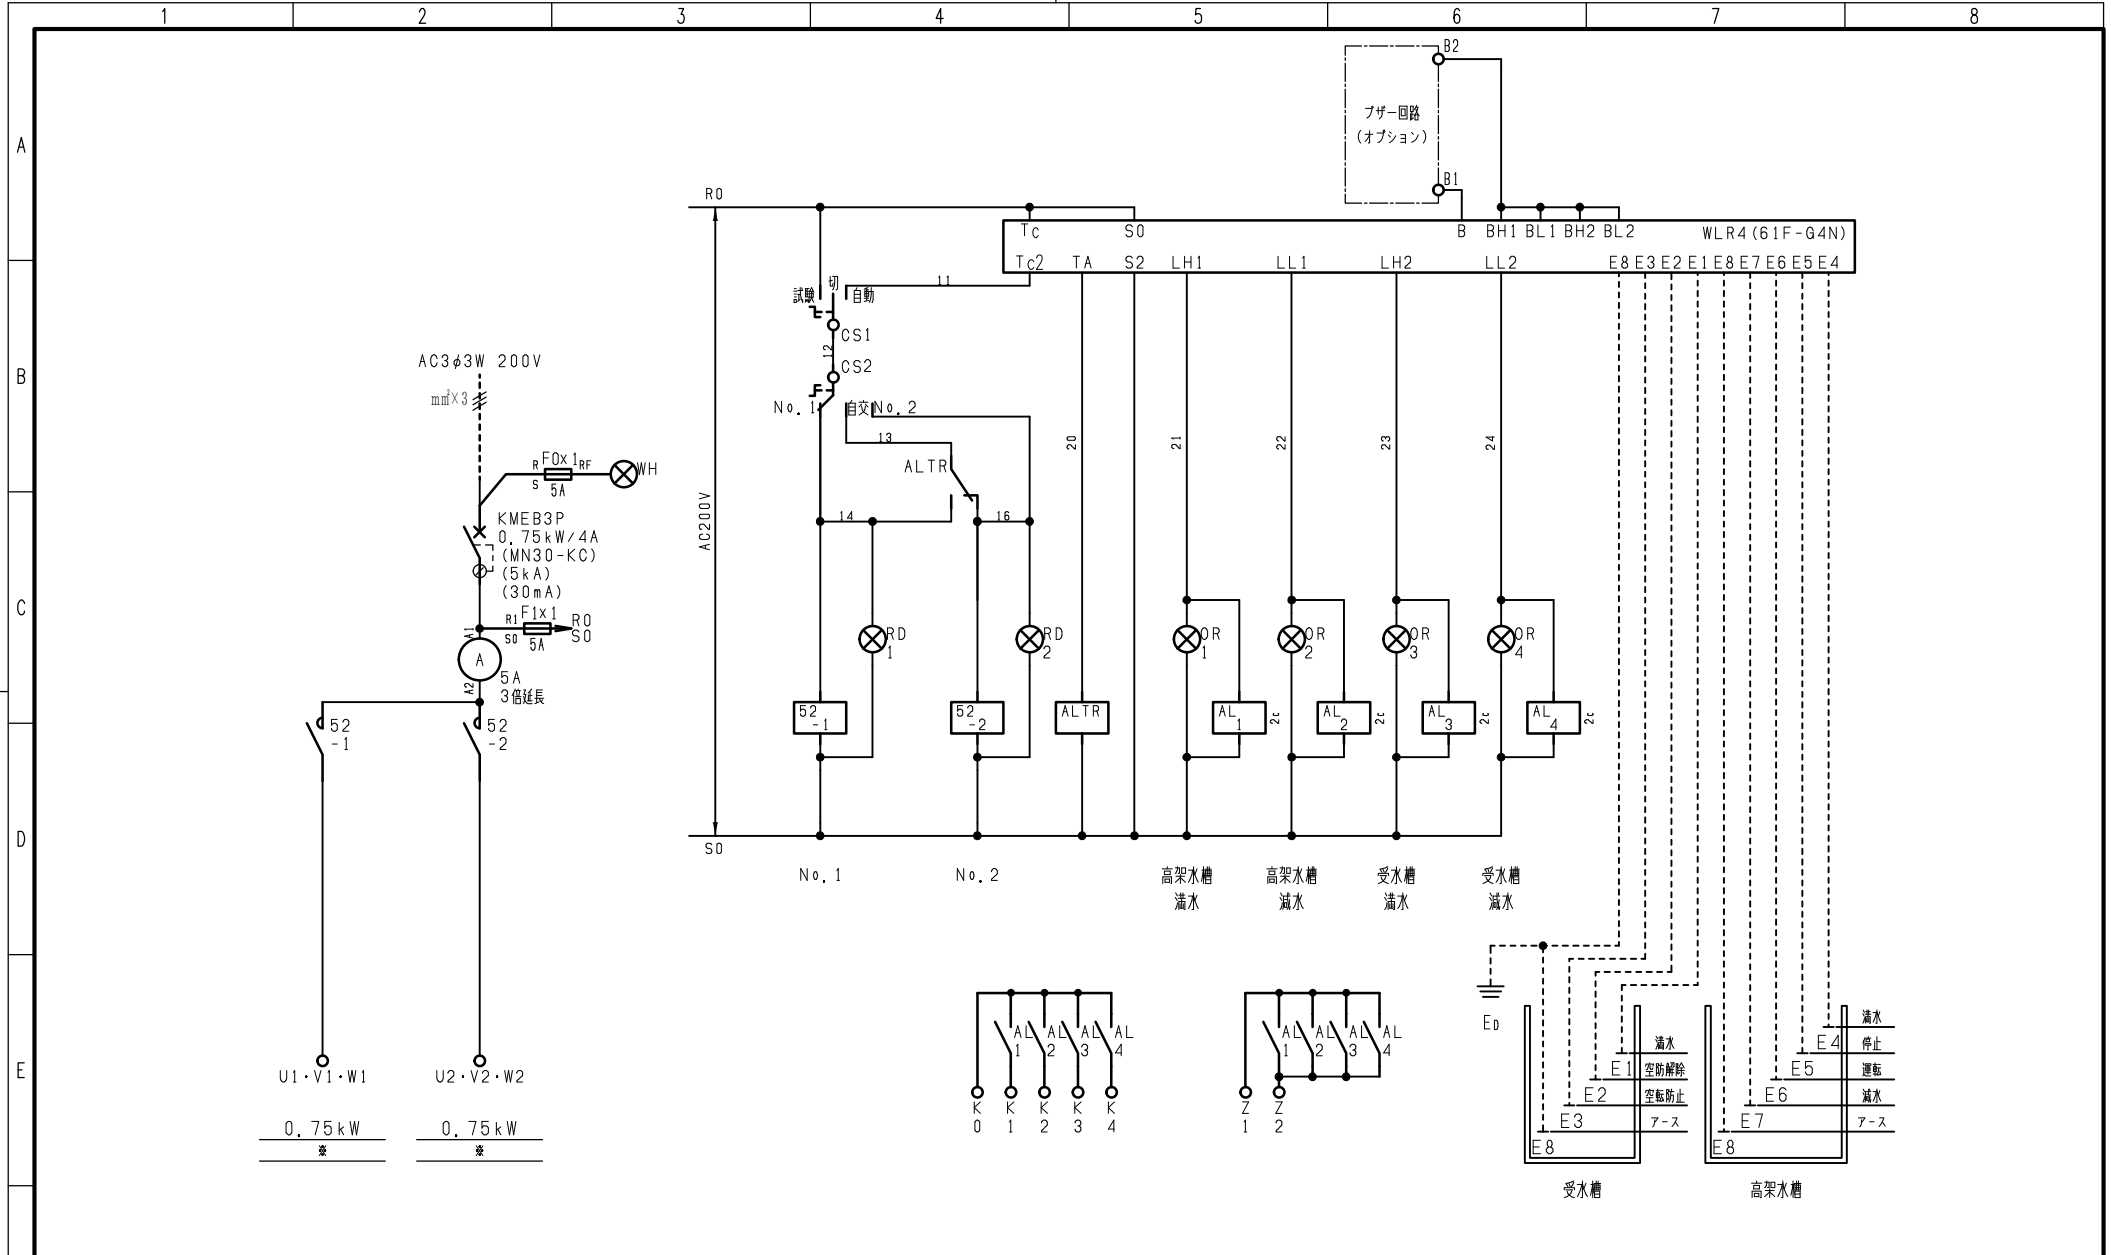 1 2 3 4 5 6 7 8
A
B
C
D
E
B2
ブザー回路
(オプション)
B1
R0
Tc S0 B BH1 BL1 BH2 BL2 WLR4(61F-G4N)
Tc2 TA S2 LH1 LL1 LH2 LL2 E8 E3 E2 E1 E8 E7 E6 E5 E4
試験 切 自動 11
CS1
12
CS2
No.1 自交 No.2
13
ALTR
14 16
20 21 22 23 24
AC200V
AC3φ3W 200V
mm²×3
R F0×1 RF WH
S 5A
KMEB3P
0.75kW/4A
(MN30-KC)
(5kA)
(30mA)
R1 F1×1 R0
S0 5A S0
A1
A
A2
5A
3倍延長
52
-1
52
-2
U1・V1・W1 U2・V2・W2
0.75kW 0.75kW
※ ※
RD
1
RD
2
OR
1
OR
2
OR
3
OR
4
52
-1
52
-2
ALTR
AL
1
2c
AL
2
2c
AL
3
2c
AL
4
2c
S0
No.1 No.2
高架水槽
満水
高架水槽
減水
受水槽
満水
受水槽
減水
AL
1
AL
2
AL
3
AL
4
K
0
K
1
K
2
K
3
K
4
AL
1
AL
2
AL
3
AL
4
Z
1
Z
2
ED
満水
E1 空防解除
E2 空転防止
E3 アース
E8
受水槽
満水
E4 停止
E5 運転
E6 減水
E7 アース
E8
高架水槽